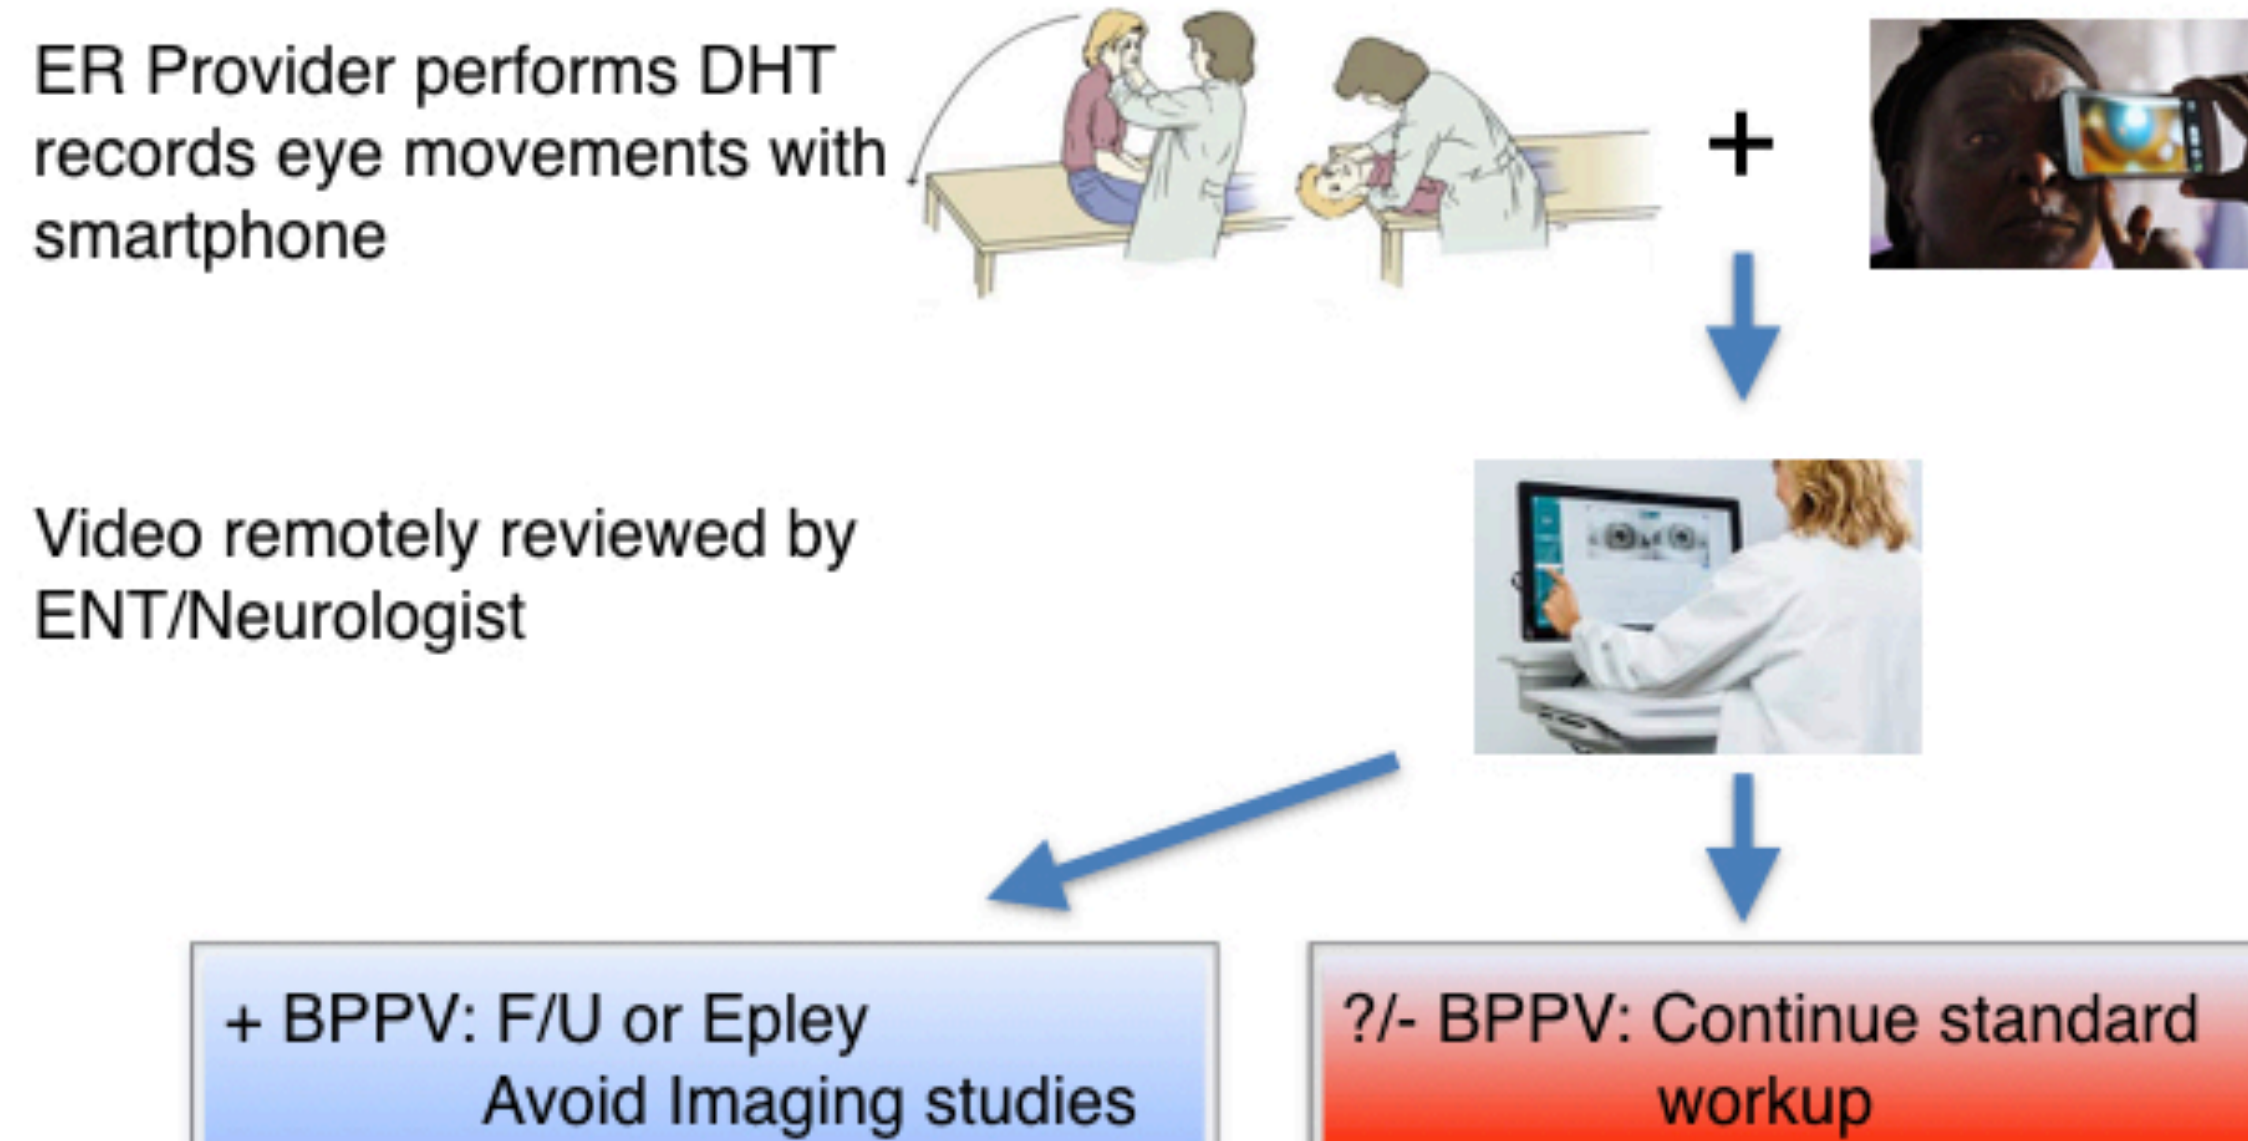 ER Provider performs DHT
records eye movements with
smartphone
+
Video remotely reviewed by
ENT/Neurologist
+ BPPV: F/U or Epley
Avoid Imaging studies
?/- BPPV: Continue standard
workup